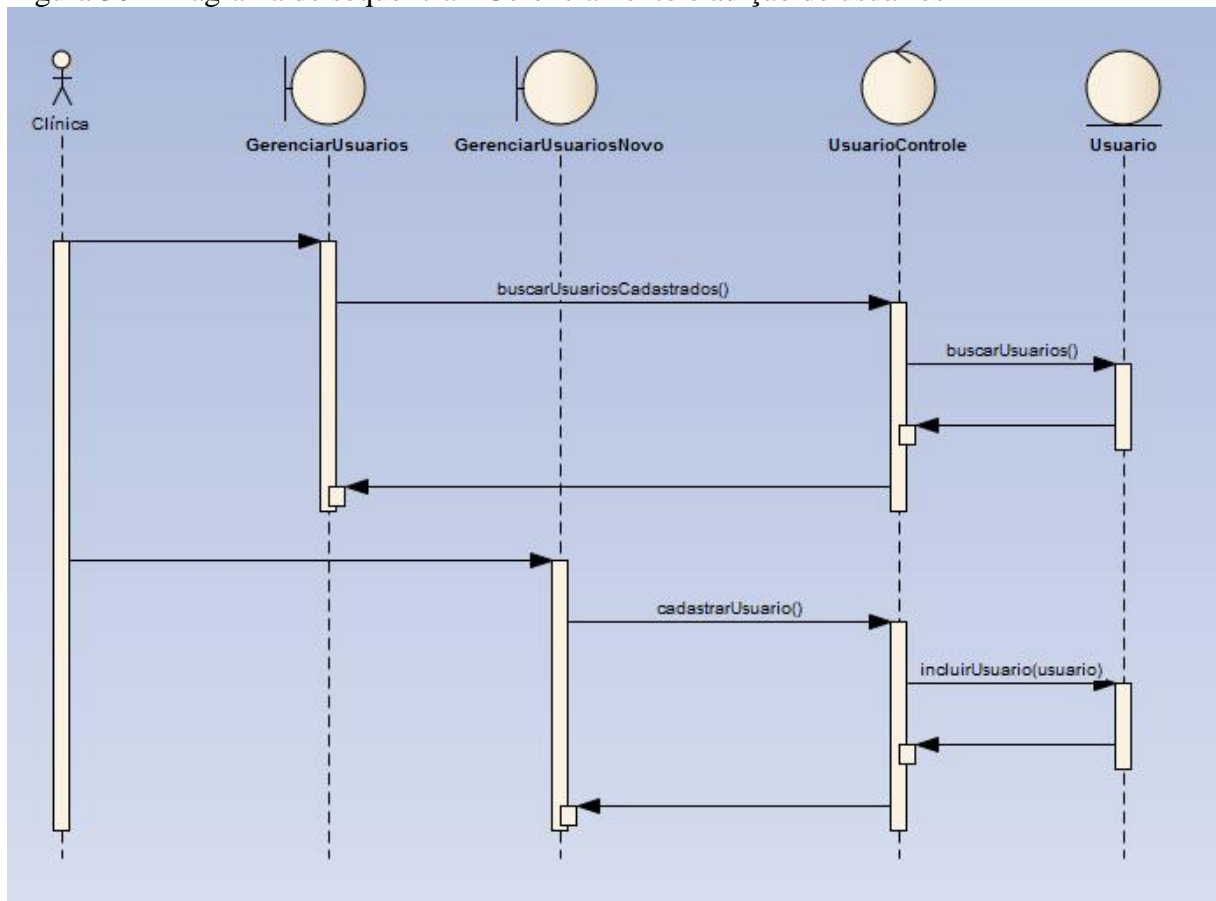 Clínica
GerenciarUsuarios
GerenciarUsuariosNovo
UsuarioControle
Usuario
buscarUsuariosCadastrados()
buscarUsuarios()
cadastrarUsuario()
incluirUsuario(usuario)